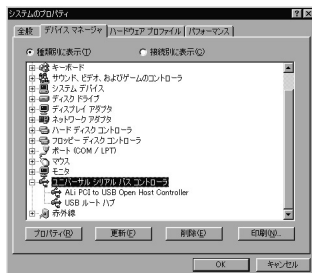 システムのプロパティ
全般 デバイス マネージャ ハードウェア プロファイル パフォーマンス
種類別に表示(T) 接続別に表示(C)
キーボード
サウンド、ビデオ、およびゲームのコントローラ
システム デバイス
ディスク ドライブ
ディスプレイ アダプタ
ネットワーク アダプタ
ハード ディスク コントローラ
フロッピー ディスク コントローラ
ポート (COM / LPT)
マウス
モニタ
ユニバーサル シリアル バス コントローラ
ALi PCI to USB Open Host Controller
USB ルート ハブ
赤外線
プロパティ(R) 更新(F) 削除(E) 印刷(N)...
OK キャンセル